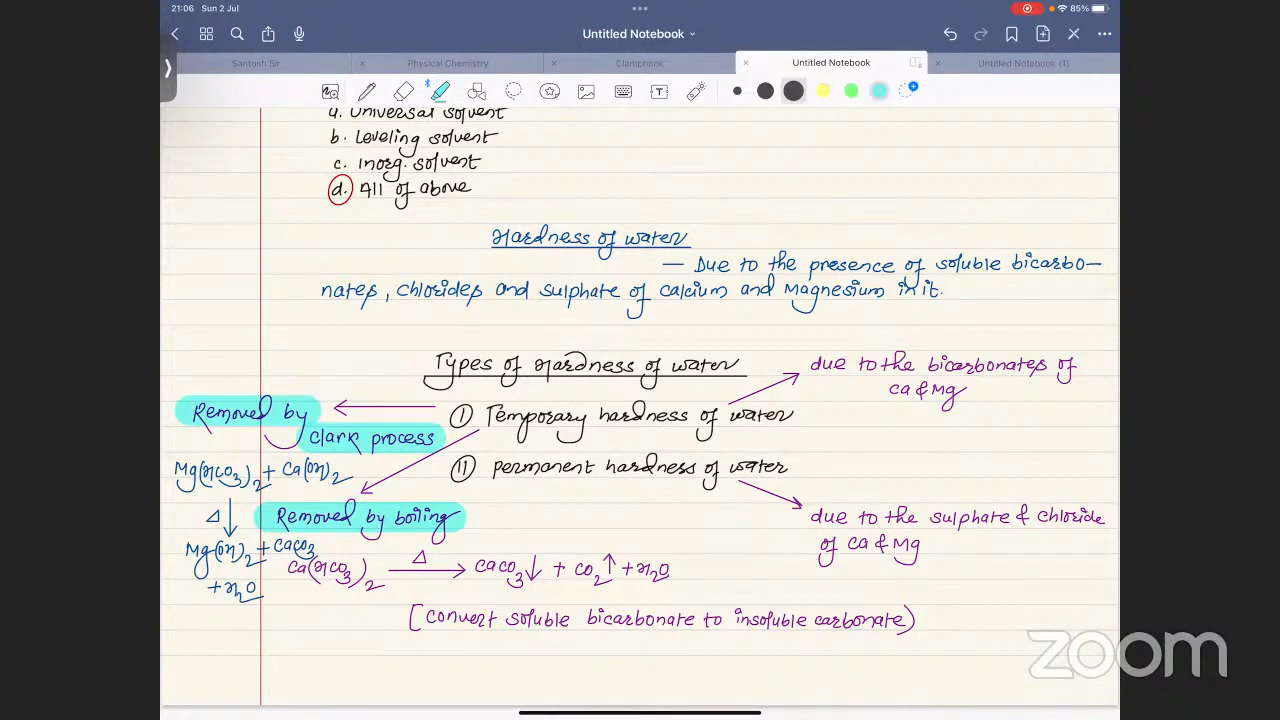 21:06 Sun 2 Jul
85%
Untitled Notebook
Santosh Sir
Physical Chemistry
Clamphook
Untitled Notebook
Untitled Notebook (1)
a. Universal solvent
b. Leveling solvent
c. Inorg. solvent
d. All of above
Hardness of water
— Due to the presence of soluble bicarbo-
nates, chlorides and sulphate of calcium and Magnesium in it.
Types of Hardness of water
due to the bicarbonates of
Ca & Mg
Removed by
Clark process
I Temporary hardness of water
II permanent hardness of water
Mg(HCO3)2 + Ca(OH)2
Δ ↓
Mg(OH)2 + CaCO3
+ H2O
Removed by boiling
Ca(HCO3)2 Δ→ CaCO3↓ + CO2↑ + H2O
due to the sulphate & chloride
of Ca & Mg
[Convert soluble bicarbonate to insoluble carbonate)
zoom